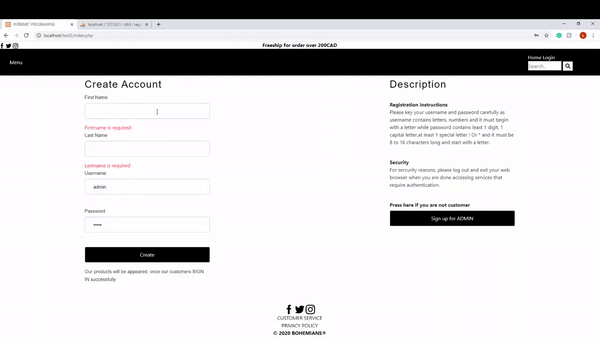 INTERNET PROGRAMING
localhost / 127.0.0.1 / db3 / regi
localhost/test5/index.php
Freeship for order over 200CAD
Menu
Home Login
Search..
Create Account
First Name
Firstname is required
Last Name
Lastname is required
Username
admin
Password
•••••
Create
Our products will be appeared, once our customers SIGN
IN successfully
Description
Registration Instructions
Please key your username and password carefully as
username contains letters, numbers and it must begin
with a letter while password contains least 1 digit, 1
capital letter,at least 1 special letter ! Or * and it must be
8 to 16 characters long and start with a letter.
Security
For sercurity reasons, please log out and exit your web
browser when you are done accessing services that
require authentication.
Press here if you are not customer
Sign up for ADMIN
CUSTOMER SERVICE
PRIVACY POLICY
© 2020 BOHEMIANS®